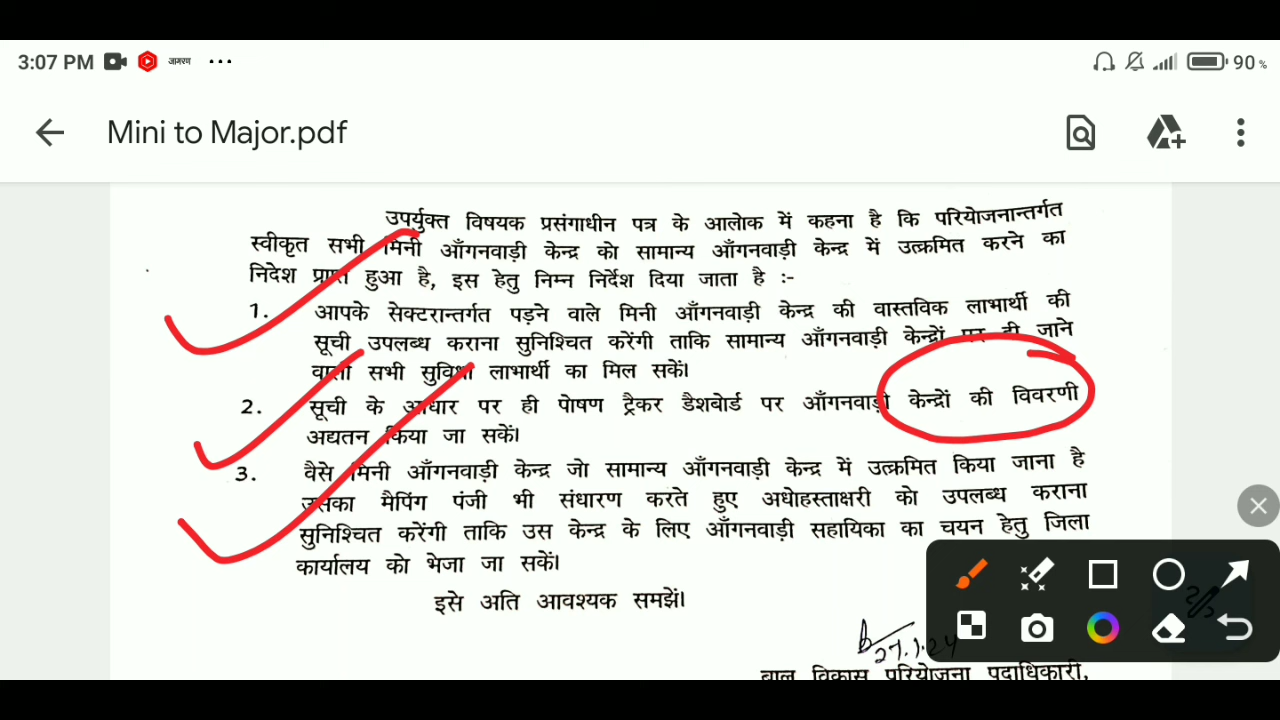 3:07 PM जागरण ... 90 %
Mini to Major.pdf
उपर्युक्त विषयक प्रसंगाधीन पत्र के आलोक में कहना है कि परियोजनान्तर्गत
स्वीकृत सभी मिनी आँगनवाड़ी केन्द्र को सामान्य आँगनवाड़ी केन्द्र में उत्क्रमित करने का
निदेश प्राप्त हुआ है, इस हेतु निम्न निर्देश दिया जाता है :-
1. आपके सेक्टरान्तर्गत पड़ने वाले मिनी आँगनवाड़ी केन्द्र की वास्तविक लाभार्थी की
सूची उपलब्ध कराना सुनिश्चित करेंगी ताकि सामान्य आँगनवाड़ी केन्द्रों पर दी जाने
वाली सभी सुविधा लाभार्थी का मिल सकें।
2. सूची के आधार पर ही पोषण ट्रैकर डैशबोर्ड पर आँगनवाड़ी केन्द्रों की विवरणी
अद्यतन किया जा सकें।
3. वैसे मिनी आँगनवाड़ी केन्द्र जो सामान्य आँगनवाड़ी केन्द्र में उत्क्रमित किया जाना है
उसका मैपिंग पंजी भी संधारण करते हुए अधोहस्ताक्षरी को उपलब्ध कराना
सुनिश्चित करेंगी ताकि उस केन्द्र के लिए आँगनवाड़ी सहायिका का चयन हेतु जिला
कार्यालय को भेजा जा सकें।
इसे अति आवश्यक समझें।
27.1.24
बाल विकास परियोजना पदाधिकारी,